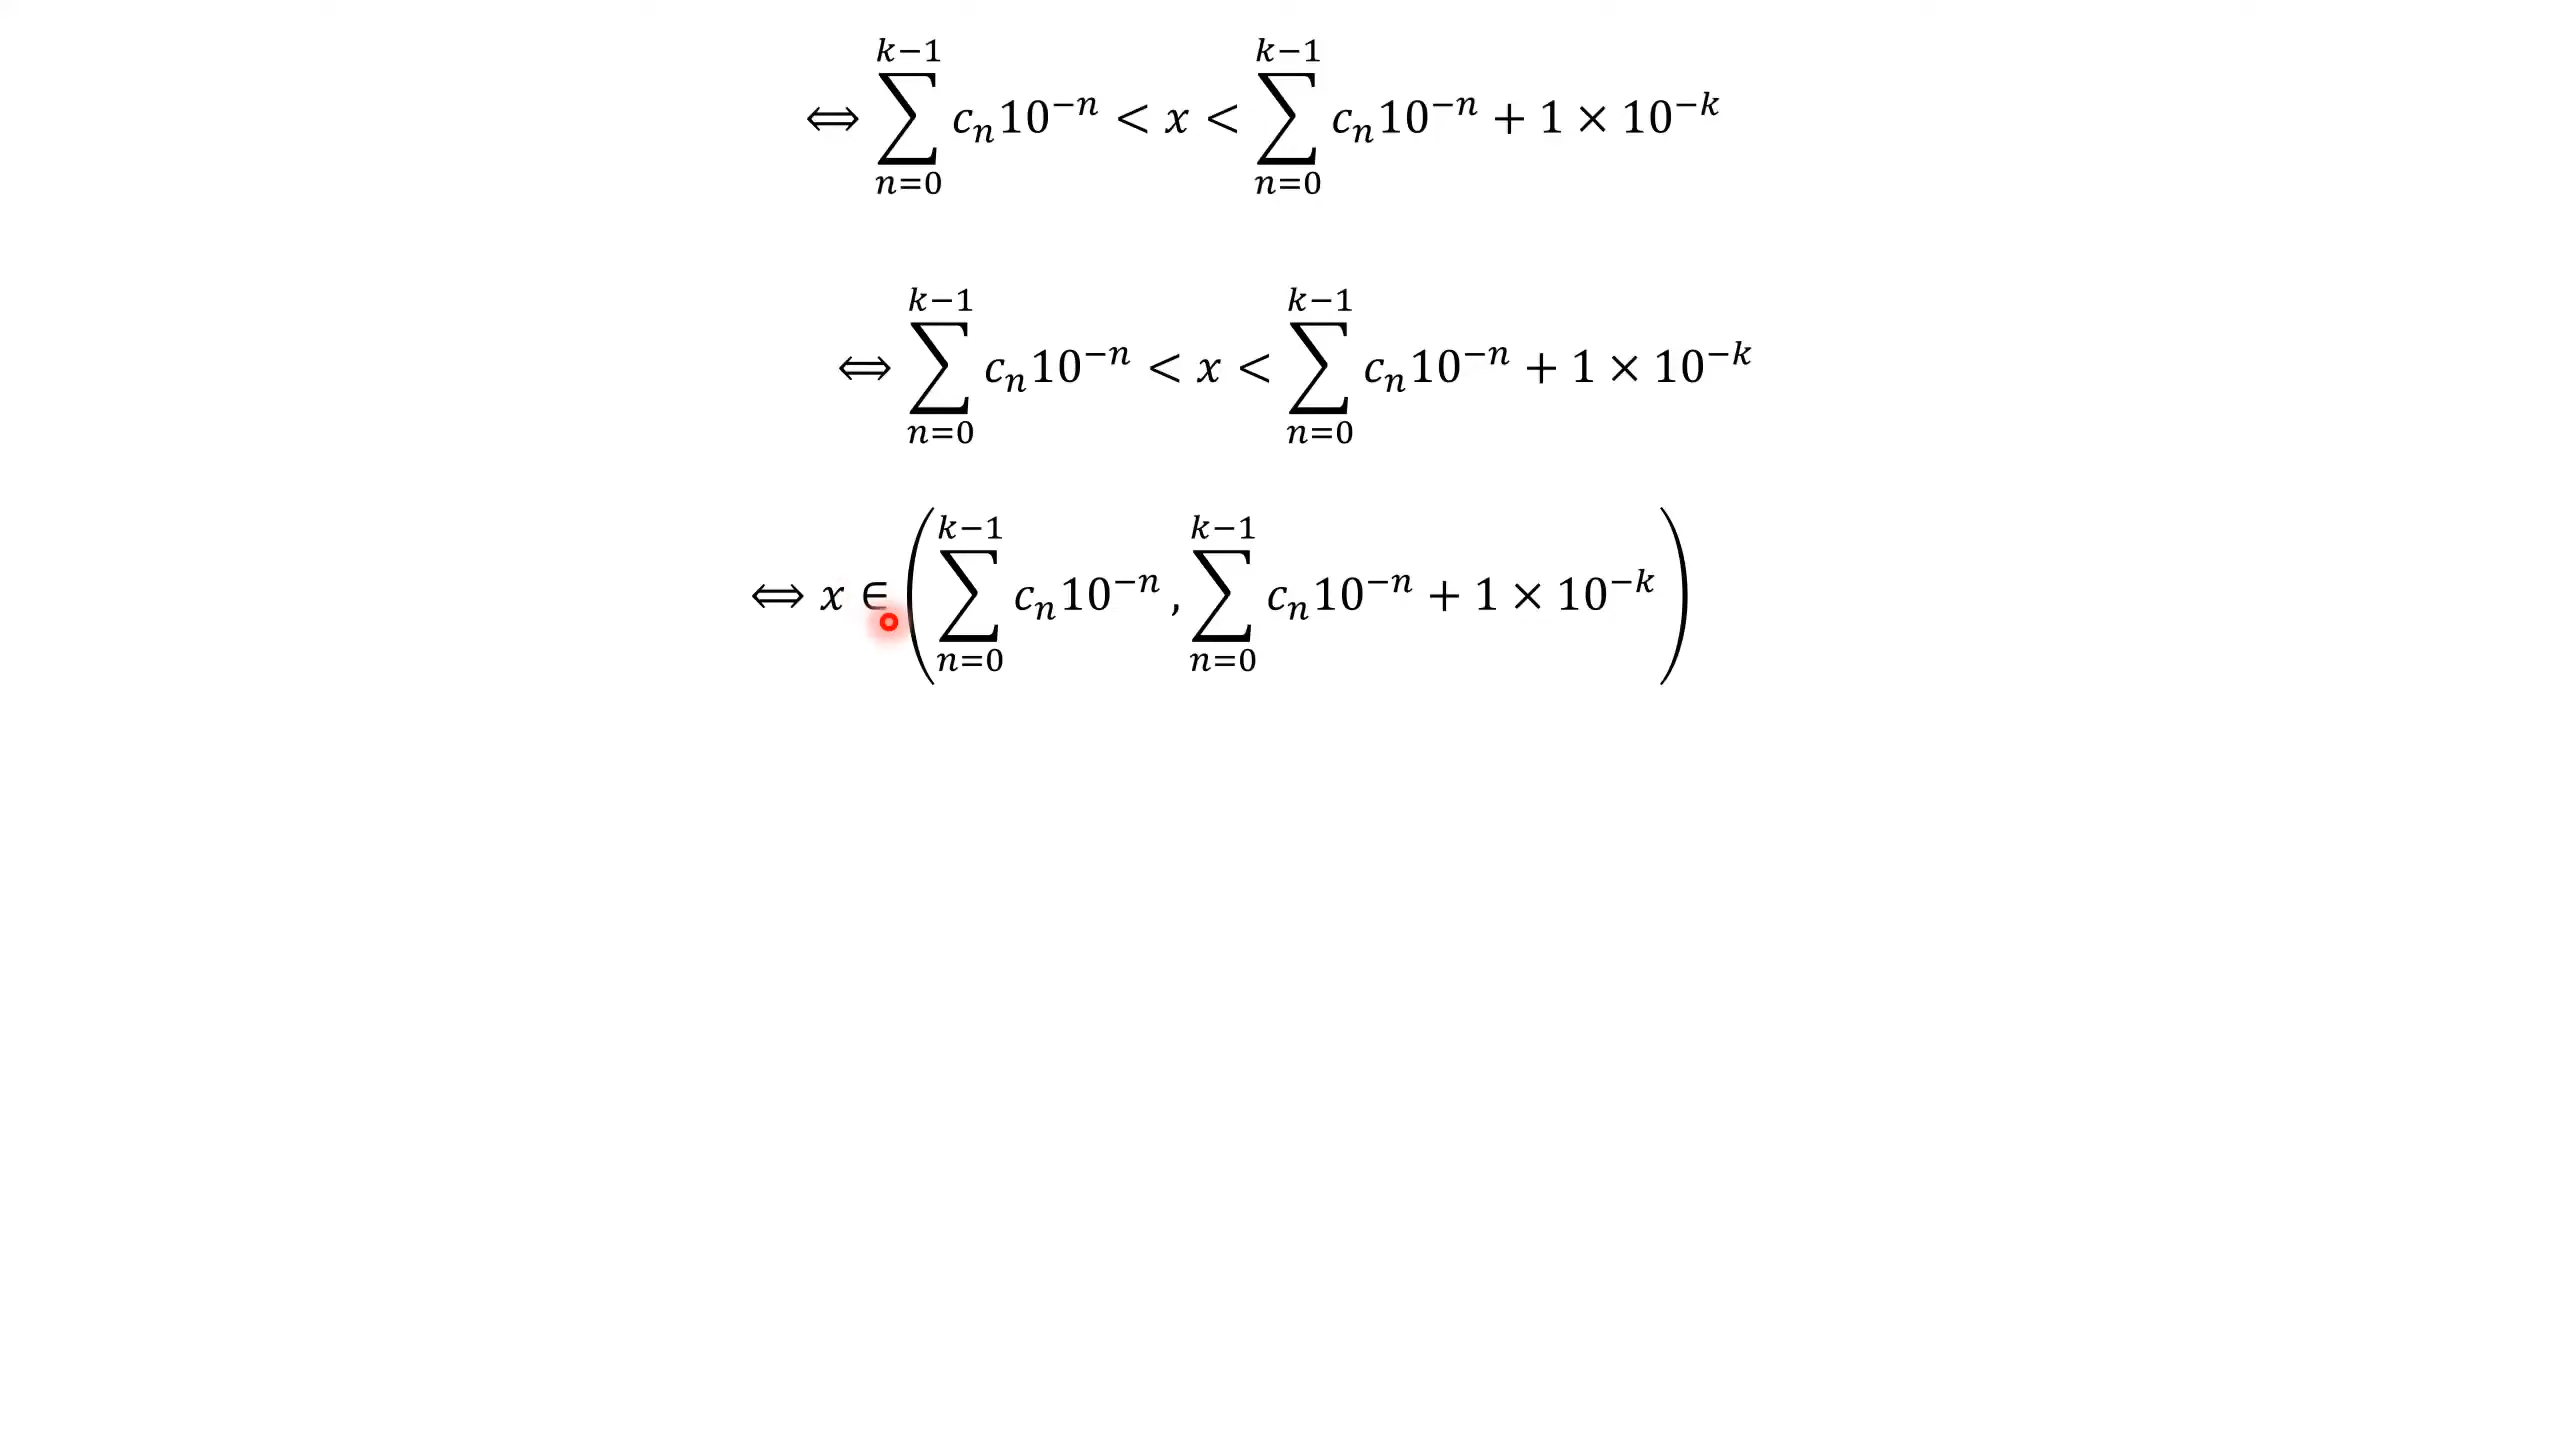 ⟺ ∑_{n=0}^{k−1} c_n 10^{−n} < x < ∑_{n=0}^{k−1} c_n 10^{−n} + 1 × 10^{−k}
⟺ ∑_{n=0}^{k−1} c_n 10^{−n} < x < ∑_{n=0}^{k−1} c_n 10^{−n} + 1 × 10^{−k}
⟺ x ∈ (∑_{n=0}^{k−1} c_n 10^{−n} , ∑_{n=0}^{k−1} c_n 10^{−n} + 1 × 10^{−k})